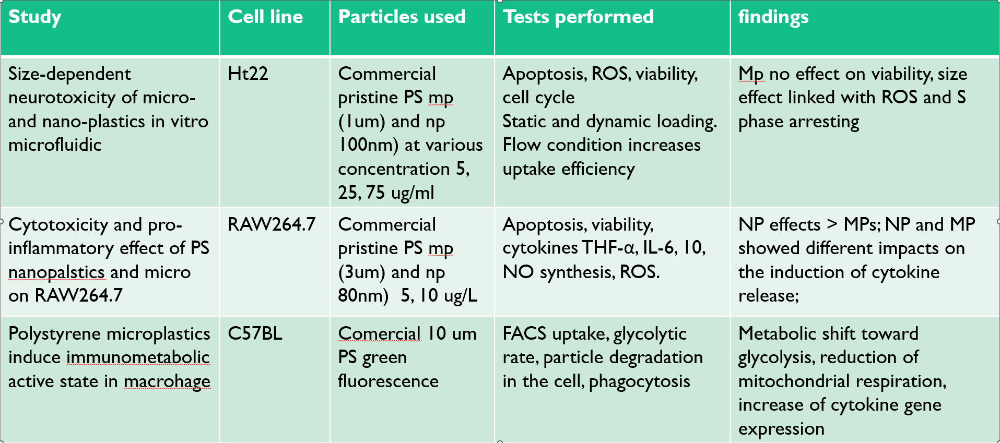 Study
Cell line
Particles used
Tests performed
findings
Size-dependent
neurotoxicity of micro-
and nano-plastics in vitro
microfluidic
Ht22
Commercial
pristine PS mp
(1um) and np
100nm) at various
concentration 5,
25, 75 ug/ml
Apoptosis, ROS, viability,
cell cycle
Static and dynamic loading.
Flow condition increases
uptake efficiency
Mp no effect on viability, size
effect linked with ROS and S
phase arresting
Cytotoxicity and pro-
inflammatory effect of PS
nanopalstics and micro
on RAW264.7
RAW264.7
Commercial
pristine PS mp
(3um) and np
80nm)  5, 10 ug/L
Apoptosis, viability,
cytokines THF-α, IL-6, 10,
NO synthesis, ROS.
NP effects > MPs; NP and MP
showed different impacts on
the induction of cytokine
release;
Polystyrene microplastics
induce immunometabolic
active state in macrohage
C57BL
Comercial 10 um
PS green
fluorescence
FACS uptake, glycolytic
rate, particle degradation
in the cell, phagocytosis
Metabolic shift toward
glycolysis, reduction of
mitochondrial respiration,
increase of cytokine gene
expression